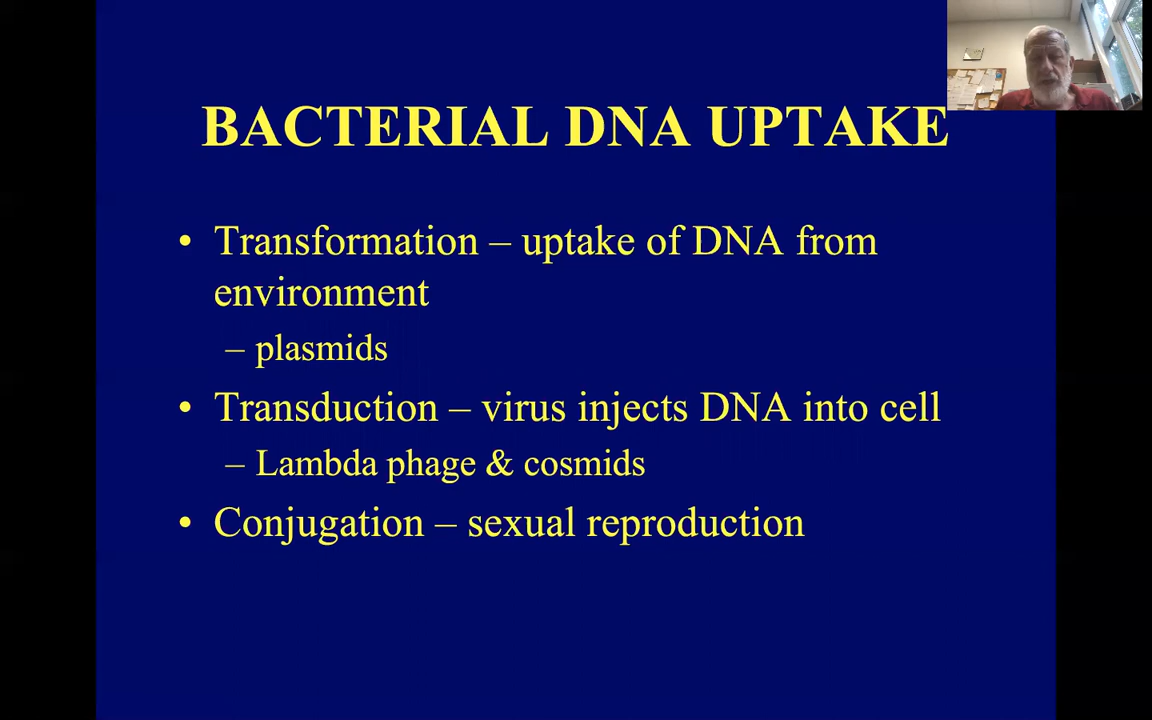 BACTERIAL DNA UPTAKE
• Transformation – uptake of DNA from
environment
– plasmids
• Transduction – virus injects DNA into cell
– Lambda phage & cosmids
• Conjugation – sexual reproduction